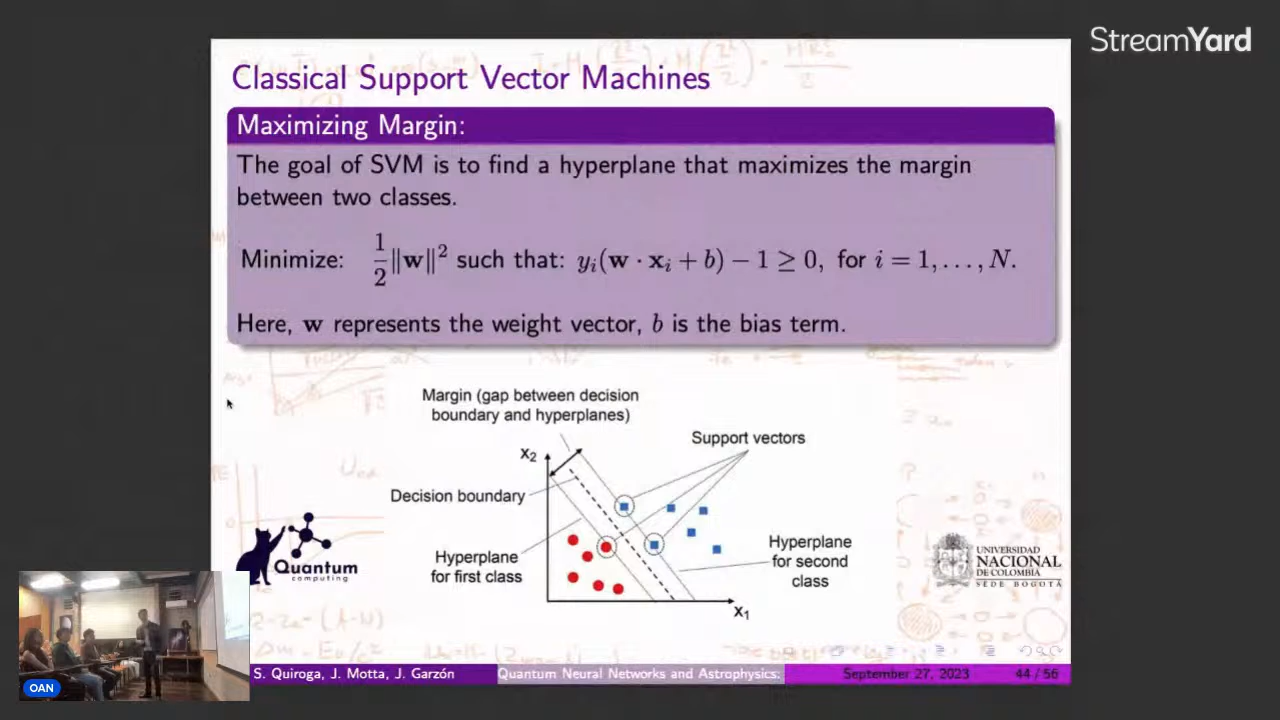 StreamYard
Classical Support Vector Machines
Maximizing Margin:
The goal of SVM is to find a hyperplane that maximizes the margin
between two classes.
Minimize: 1/2 ‖w‖² such that: yᵢ(w · xᵢ + b) − 1 ≥ 0, for i = 1, . . . , N.
Here, w represents the weight vector, b is the bias term.
Margin (gap between decision
boundary and hyperplanes)
Support vectors
x₂
Decision boundary
Hyperplane
for first class
Hyperplane
for second
class
x₁
Quantum
computing
UNIVERSIDAD
NACIONAL
DE COLOMBIA
SEDE BOGOTÁ
OAN
S. Quiroga, J. Motta, J. Garzón
Quantum Neural Networks and Astrophysics:
September 27, 2023
44 / 56